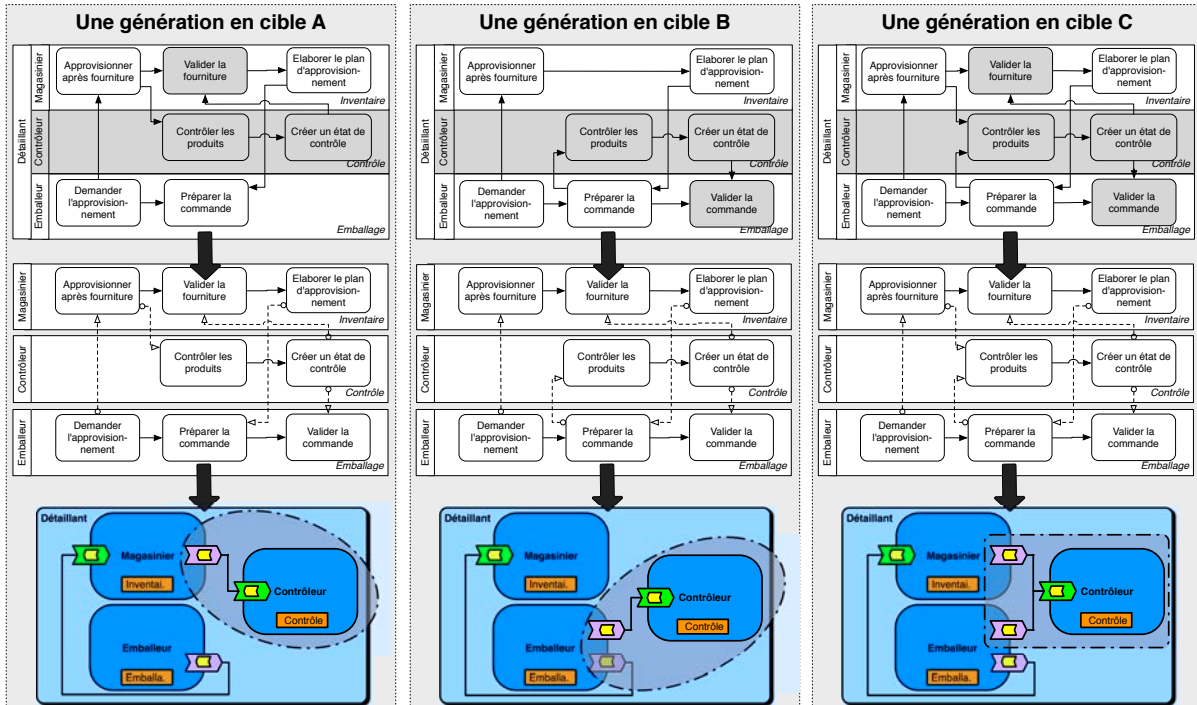 Une génération en cible A
Détaillant
Magasinier
Approvisionner
après fourniture
Valider la
fourniture
Elaborer le plan
d'approvision-
nement
Inventaire
Contrôleur
Contrôler les
produits
Créer un état de
contrôle
Contrôle
Emballeur
Demander
l'approvision-
nement
Préparer la
commande
Emballage
Magasinier
Approvisionner
après fourniture
Valider la
fourniture
Elaborer le plan
d'approvision-
nement
Inventaire
Contrôleur
Contrôler les
produits
Créer un état de
contrôle
Contrôle
Emballeur
Demander
l'approvision-
nement
Préparer la
commande
Valider la
commande
Emballage
Détaillant
Magasinier
Inventai.
Contrôleur
Contrôle
Emballeur
Emballa.
Une génération en cible B
Détaillant
Magasinier
Approvisionner
après fourniture
Elaborer le plan
d'approvision-
nement
Inventaire
Contrôleur
Contrôler les
produits
Créer un état de
contrôle
Contrôle
Emballeur
Demander
l'approvision-
nement
Préparer la
commande
Valider la
commande
Emballage
Magasinier
Approvisionner
après fourniture
Valider la
fourniture
Elaborer le plan
d'approvision-
nement
Inventaire
Contrôleur
Contrôler les
produits
Créer un état de
contrôle
Contrôle
Emballeur
Demander
l'approvision-
nement
Préparer la
commande
Valider la
commande
Emballage
Détaillant
Magasinier
Inventai.
Contrôleur
Contrôle
Emballeur
Emballa.
Une génération en cible C
Détaillant
Magasinier
Approvisionner
après fourniture
Valider la
fourniture
Elaborer le plan
d'approvision-
nement
Inventaire
Contrôleur
Contrôler les
produits
Créer un état de
contrôle
Contrôle
Emballeur
Demander
l'approvision-
nement
Préparer la
commande
Valider la
commande
Emballage
Magasinier
Approvisionner
après fourniture
Valider la
fourniture
Elaborer le plan
d'approvision-
nement
Inventaire
Contrôleur
Contrôler les
produits
Créer un état de
contrôle
Contrôle
Emballeur
Demander
l'approvision-
nement
Préparer la
commande
Valider la
commande
Emballage
Détaillant
Magasinier
Inventai.
Contrôleur
Contrôle
Emballeur
Emballa.